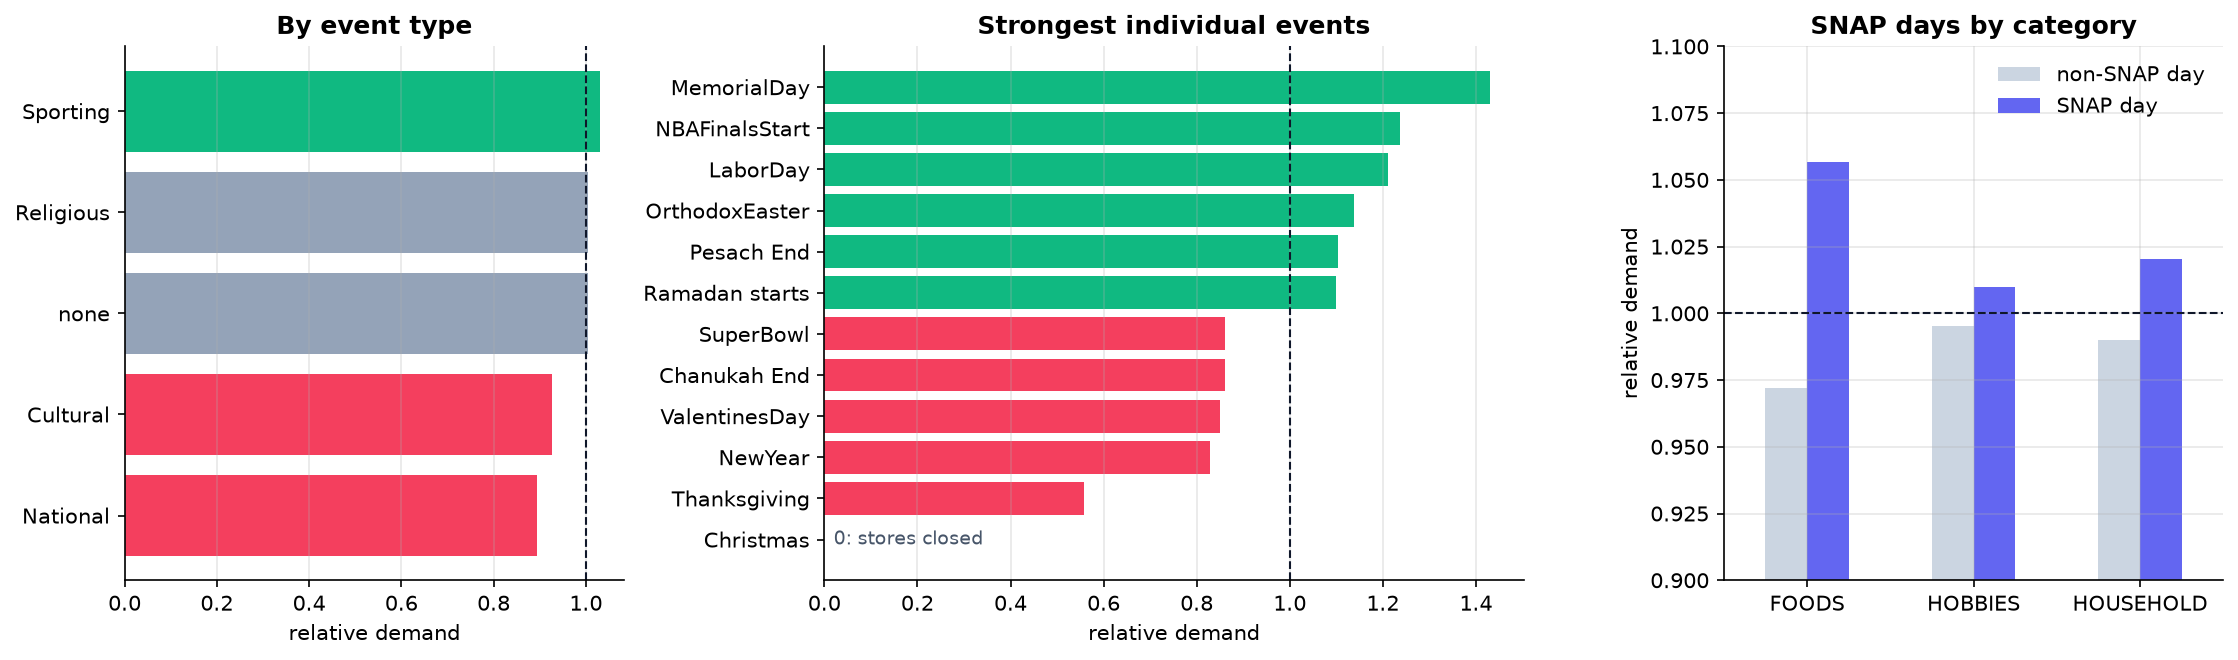 By event type
Sporting
Religious
none
Cultural
National
0.0 0.2 0.4 0.6 0.8 1.0
relative demand
Strongest individual events
MemorialDay
NBAFinalsStart
LaborDay
OrthodoxEaster
Pesach End
Ramadan starts
SuperBowl
Chanukah End
ValentinesDay
NewYear
Thanksgiving
Christmas
0: stores closed
0.0 0.2 0.4 0.6 0.8 1.0 1.2 1.4
relative demand
SNAP days by category
non-SNAP day
SNAP day
relative demand
1.100
1.075
1.050
1.025
1.000
0.975
0.950
0.925
0.900
FOODS HOBBIES HOUSEHOLD